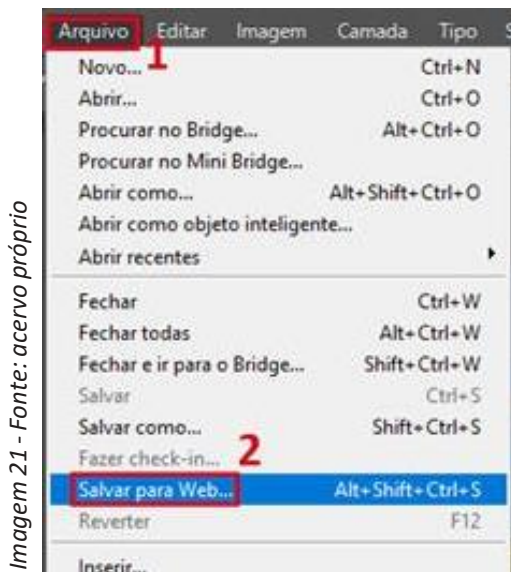 Imagem 21 - Fonte: acervo próprio
Arquivo Editar Imagem Camada Tipo
1
Novo... Ctrl+N
Abrir... Ctrl+O
Procurar no Bridge... Alt+Ctrl+O
Procurar no Mini Bridge...
Abrir como... Alt+Shift+Ctrl+O
Abrir como objeto inteligente...
Abrir recentes
Fechar Ctrl+W
Fechar todas Alt+Ctrl+W
Fechar e ir para o Bridge... Shift+Ctrl+W
Salvar Ctrl+S
Salvar como... Shift+Ctrl+S
Fazer check-in... 2
Salvar para Web... Alt+Shift+Ctrl+S
Reverter F12
Inserir...